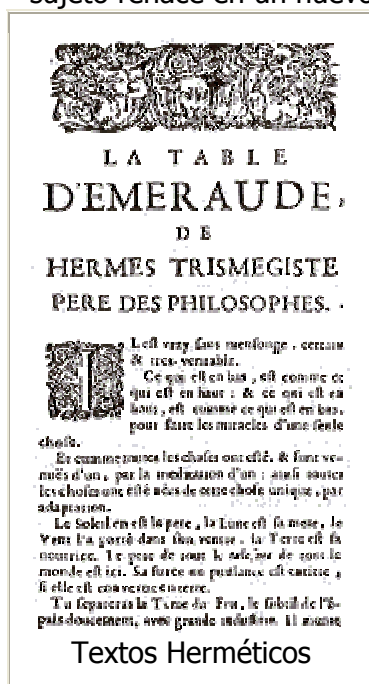 sujeto renace en un nuevo
LA TABLE
D'EMERAUDE,
DE
HERMES TRISMEGISTE
PERE DES PHILOSOPHES.
IL eſt vray ſans menſonge, certain
& tres-veritable.
Ce qui eſt en bas, eſt comme ce
qui eſt en haut : & ce qui eſt en
haut, eſt comme ce qui eſt en bas,
pour faire les miracles d'une ſeule
choſe.
Et comme toutes les choſes ont eſté, & ſont ve-
nuës d'un, par la mediation d'un : ainſi toutes
les choſes ont eſté nées de cette choſe unique, par
adaptation.
Le Soleil en eſt le pere, la Lune eſt ſa mere, le
Vent l'a porté dans ſon ventre, la Terre eſt ſa
nourrice. Le pere de tout le de tout le
monde eſt ici. Sa force ou puiſſance eſt entiere,
ſi elle eſt convertie en terre.
Tu ſepareras la Terre du Feu, le ſubtil de l'é-
pais doucement, avec grande induſtrie. Il monte
Textos Herméticos